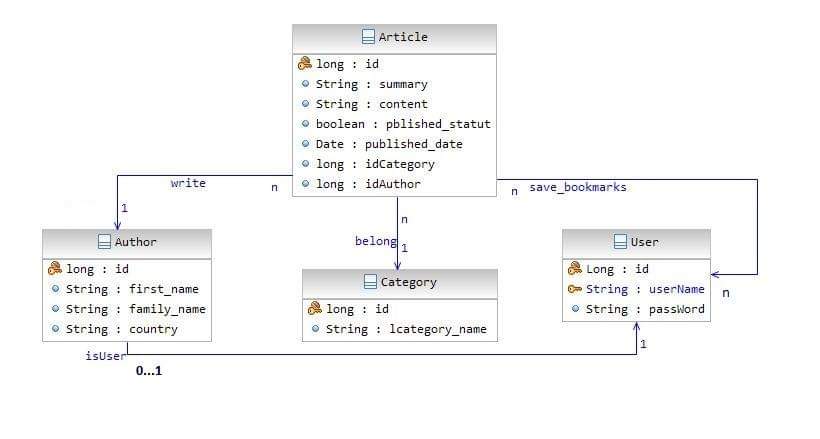 Article
long : id
String : summary
String : content
boolean : pblished_statut
Date : published_date
long : idCategory
long : idAuthor
write
n
1
n
save_bookmarks
n
n
belong
1
Author
long : id
String : first_name
String : family_name
String : country
Category
long : id
String : lcategory_name
User
Long : id
String : userName
String : passWord
isUser
0...1
1